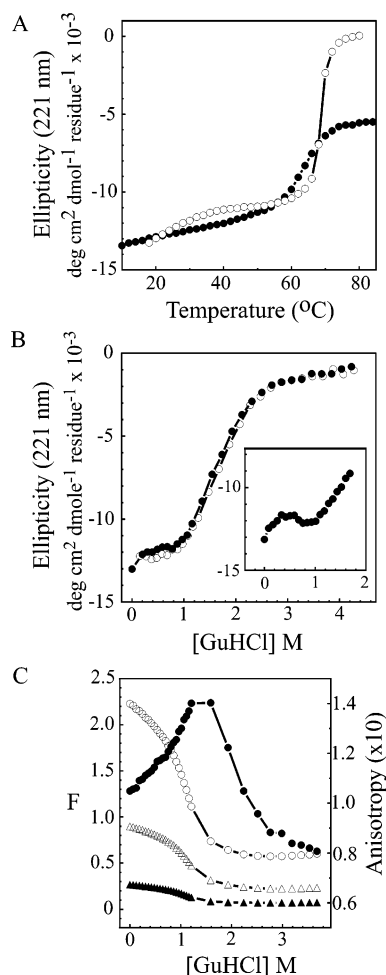 A
Ellipticity (221 nm)
deg cm² dmol⁻¹ residue⁻¹ x 10⁻³
0
-5
-10
-15
20 40 60 80
Temperature (ᴼC)
B
Ellipticity (221 nm)
deg cm² dmole⁻¹ residue⁻¹ x 10⁻³
0
-5
-10
-15
-10
-15
0 1 2
0 1 2 3 4
[GuHCl] M
C
F
2.5
2.0
1.5
1.0
0.5
0
1.4
1.2
1.0
0.8
0.6
Anisotropy (x10)
0 1 2 3
[GuHCl] M